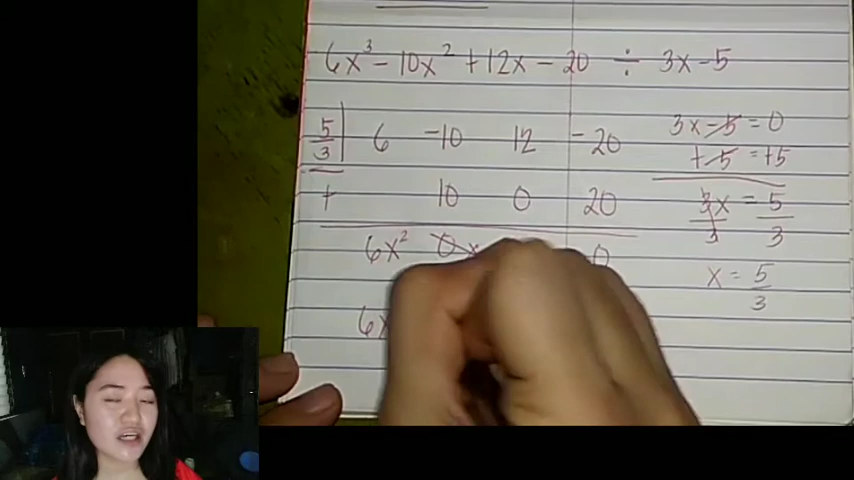 6x³ - 10x² + 12x - 20 ÷ 3x - 5
5/3 6 -10 12 -20
+ 10 0 20
6x² 0x 0
6x
3x - 5 = 0
+ 5 = +5
3x/3 = 5/3
x = 5/3